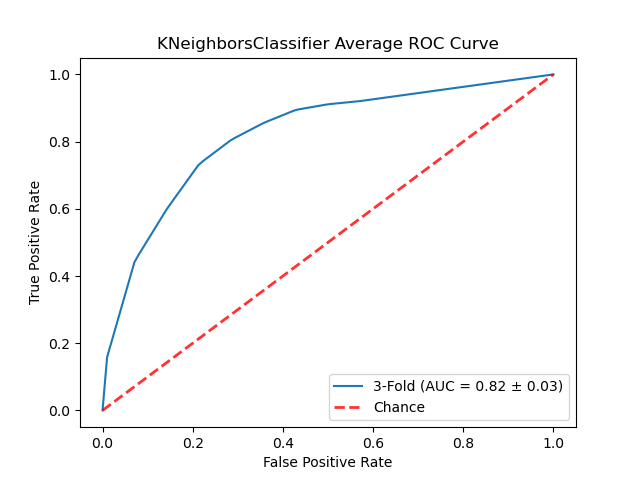 KNeighborsClassifier Average ROC Curve
1.0
0.8
0.6
0.4
0.2
0.0
True Positive Rate
3-Fold (AUC = 0.82 ± 0.03)
Chance
0.0 0.2 0.4 0.6 0.8 1.0
False Positive Rate